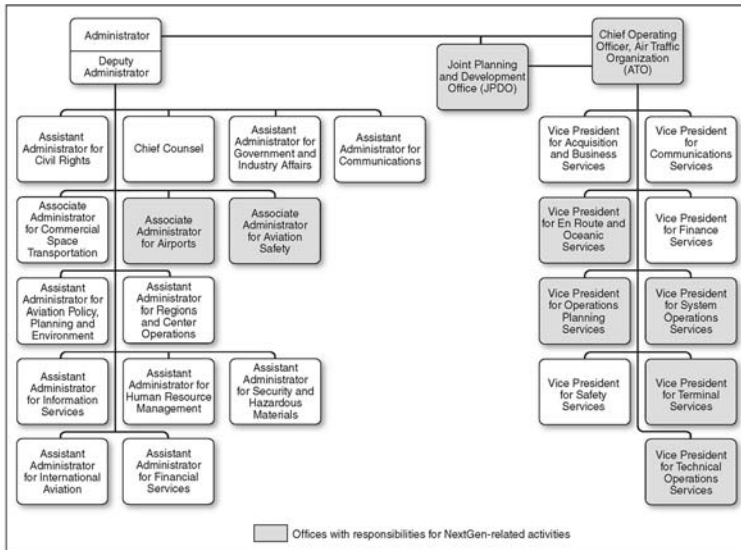 Administrator
Deputy
Administrator
Joint Planning
and Development
Office (JPDO)
Chief Operating
Officer, Air Traffic
Organization
(ATO)
Assistant
Administrator for
Civil Rights
Chief Counsel
Assistant
Administrator for
Government and
Industry Affairs
Assistant
Administrator for
Communications
Vice President
for Acquisition
and Business
Services
Vice President
for
Communications
Services
Associate
Administrator
for Commercial
Space
Transportation
Associate
Administrator
for Airports
Associate
Administrator
for Aviation
Safety
Vice President
for En Route and
Oceanic
Services
Vice President
for Finance
Services
Assistant
Administrator for
Aviation Policy,
Planning and
Environment
Assistant
Administrator
for Regions
and Center
Operations
Vice President
for Operations
Planning
Services
Vice President
for System
Operations
Services
Assistant
Administrator
for Information
Services
Assistant
Administrator for
Human Resource
Management
Assistant
Administrator
for Security and
Hazardous
Materials
Vice President
for Safety
Services
Vice President
for Terminal
Services
Assistant
Administrator
for International
Aviation
Assistant
Administrator
for Financial
Services
Vice President
for Technical
Operations
Services
Offices with responsibilities for NextGen-related activities